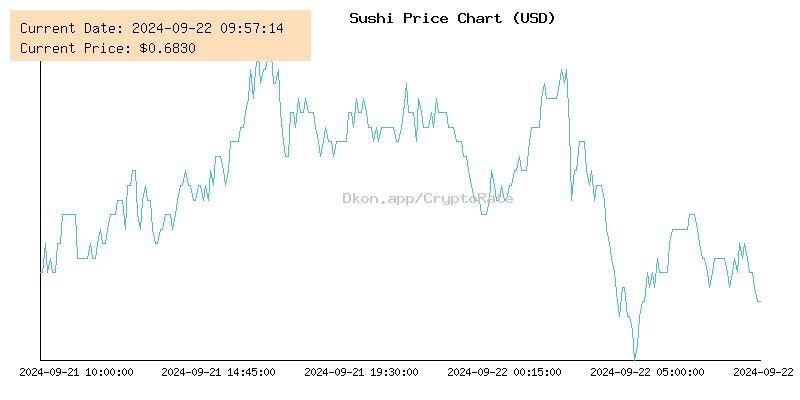 Sushi Price Chart (USD)
Current Date: 2024-09-22 09:57:14
Current Price: $0.6830
Dkon.app/CryptoRace
2024-09-21 10:00:00 2024-09-21 14:45:00 2024-09-21 19:30:00 2024-09-22 00:15:00 2024-09-22 05:00:00 2024-09-22